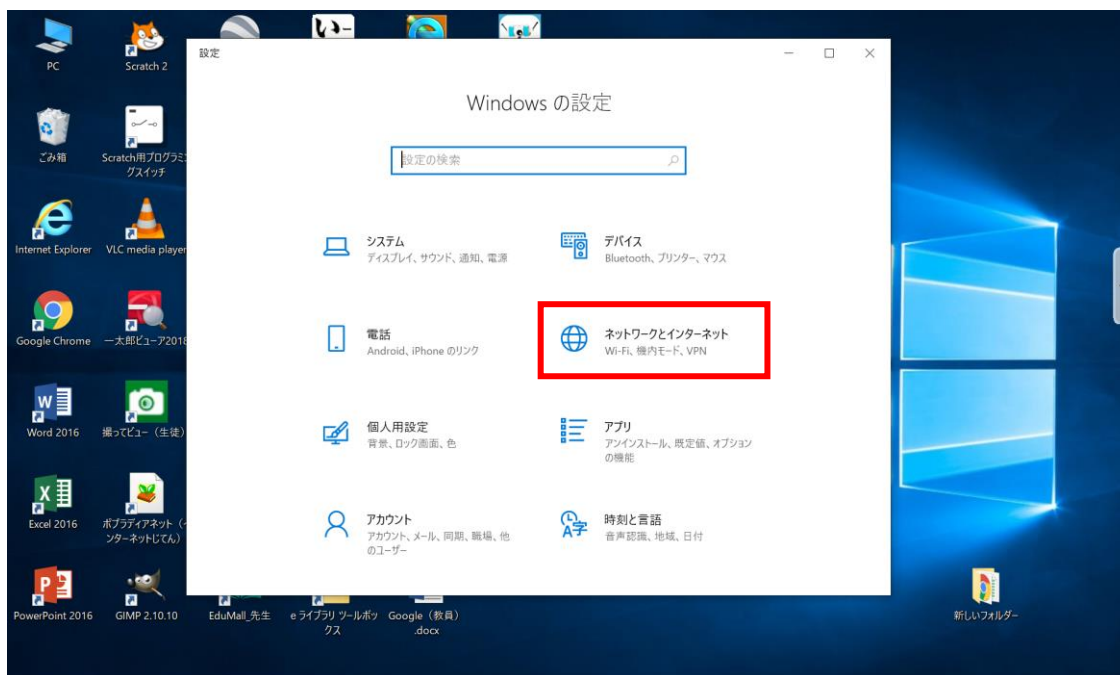 PC
Scratch 2
ごみ箱
Scratch用プログラミ
グスイッチ
Internet Explorer
VLC media player
Google Chrome
一太郎ビューア2018
Word 2016
撮ってビュー（生徒）
Excel 2016
ポプラディアネット（イ
ンターネットじてん）
PowerPoint 2016
GIMP 2.10.10
EduMall_先生
e ライブラリ ツールボッ
クス
Google（教員）
.docx
新しいフォルダー
設定
Windows の設定
設定の検索
システム
ディスプレイ、サウンド、通知、電源
デバイス
Bluetooth、プリンター、マウス
電話
Android、iPhone のリンク
ネットワークとインターネット
Wi-Fi、機内モード、VPN
個人用設定
背景、ロック画面、色
アプリ
アンインストール、既定値、オプション
の機能
アカウント
アカウント、メール、同期、職場、他
のユーザー
時刻と言語
音声認識、地域、日付